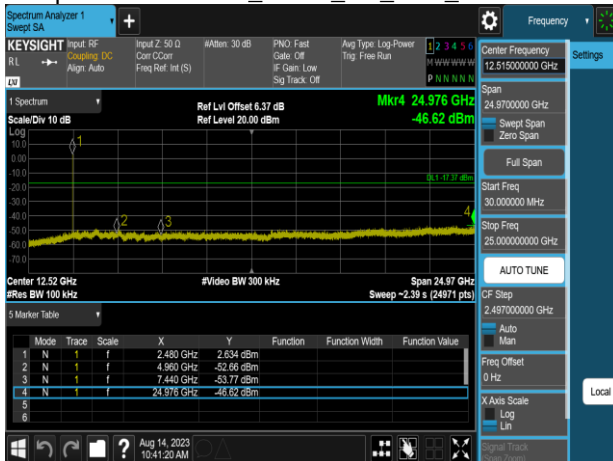 Spectrum Analyzer 1
Swept SA
+
Frequency
KEYSIGHT
Input: RF
Coupling: DC
Align: Auto
Input Z: 50 Ω
Corr CCorr
Freq Ref: Int (S)
#Atten: 30 dB
PNO: Fast
Gate: Off
IF Gain: Low
Sig Track: Off
Avg Type: Log-Power
Trig: Free Run
1 2 3 4 5 6
M W W W W W
P N N N N N
RL
LXI
1 Spectrum
Scale/Div 10 dB
Ref Lvl Offset 6.37 dB
Ref Level 20.00 dBm
Mkr4 24.976 GHz
-46.62 dBm
Log
10.0
0.00
-10.0
-20.0
-30.0
-40.0
-50.0
-60.0
-70.0
1
2
3
4
DL1 -17.37 dBm
Center 12.52 GHz
#Res BW 100 kHz
#Video BW 300 kHz
Span 24.97 GHz
Sweep ~2.39 s (24971 pts)
5 Marker Table
Mode Trace Scale X Y Function Function Width Function Value
1 N 1 f 2.480 GHz 2.634 dBm
2 N 1 f 4.960 GHz -52.66 dBm
3 N 1 f 7.440 GHz -53.77 dBm
4 N 1 f 24.976 GHz -46.62 dBm
5
6
?
Aug 14, 2023
10:41:20 AM
Center Frequency
12.515000000 GHz
Span
24.9700000 GHz
Swept Span
Zero Span
Full Span
Start Freq
30.000000 MHz
Stop Freq
25.000000000 GHz
AUTO TUNE
CF Step
2.497000000 GHz
Auto
Man
Freq Offset
0 Hz
X Axis Scale
Log
Lin
Signal Track
(Span Zoom)
Settings
Local